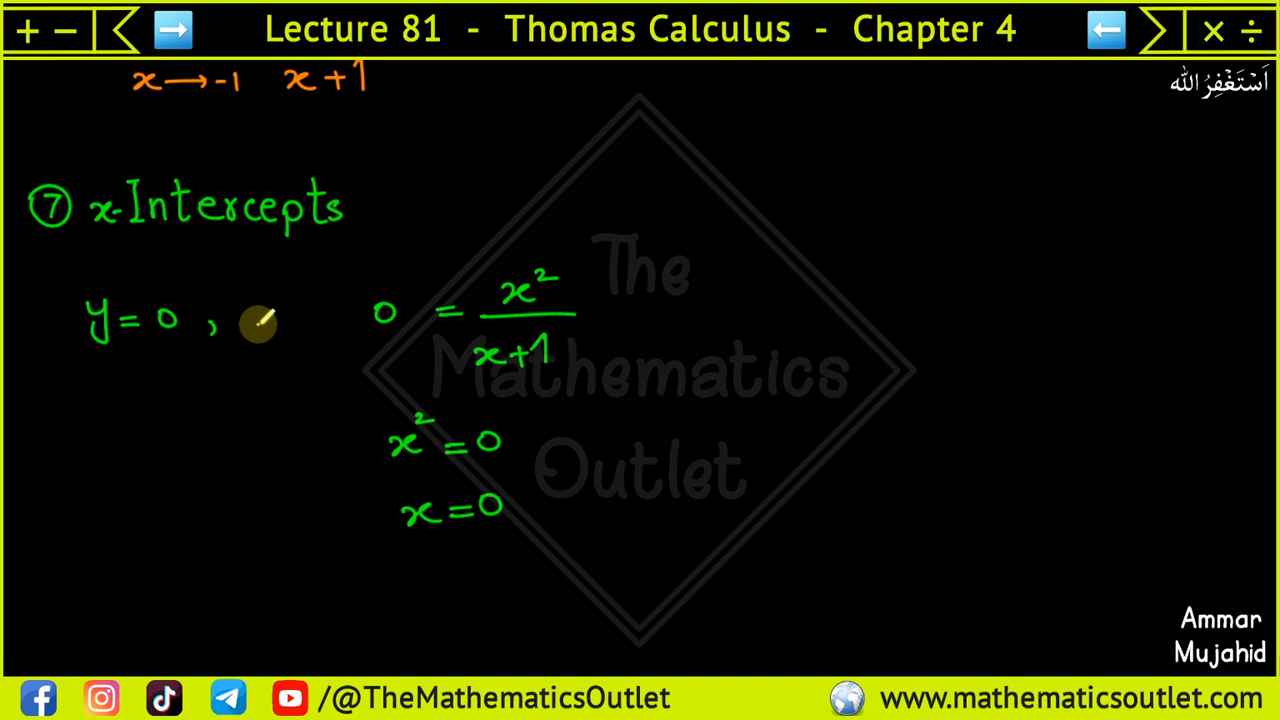 + − Lecture 81 - Thomas Calculus - Chapter 4 × ÷
x → -1 x + 1
اَسْتَغْفِرُ اللّٰه
⑦ x-Intercepts
y = 0 , 0 = x² / x+1
x² = 0
x = 0
The
Mathematics
Outlet
Ammar
Mujahid
/@TheMathematicsOutlet www.mathematicsoutlet.com